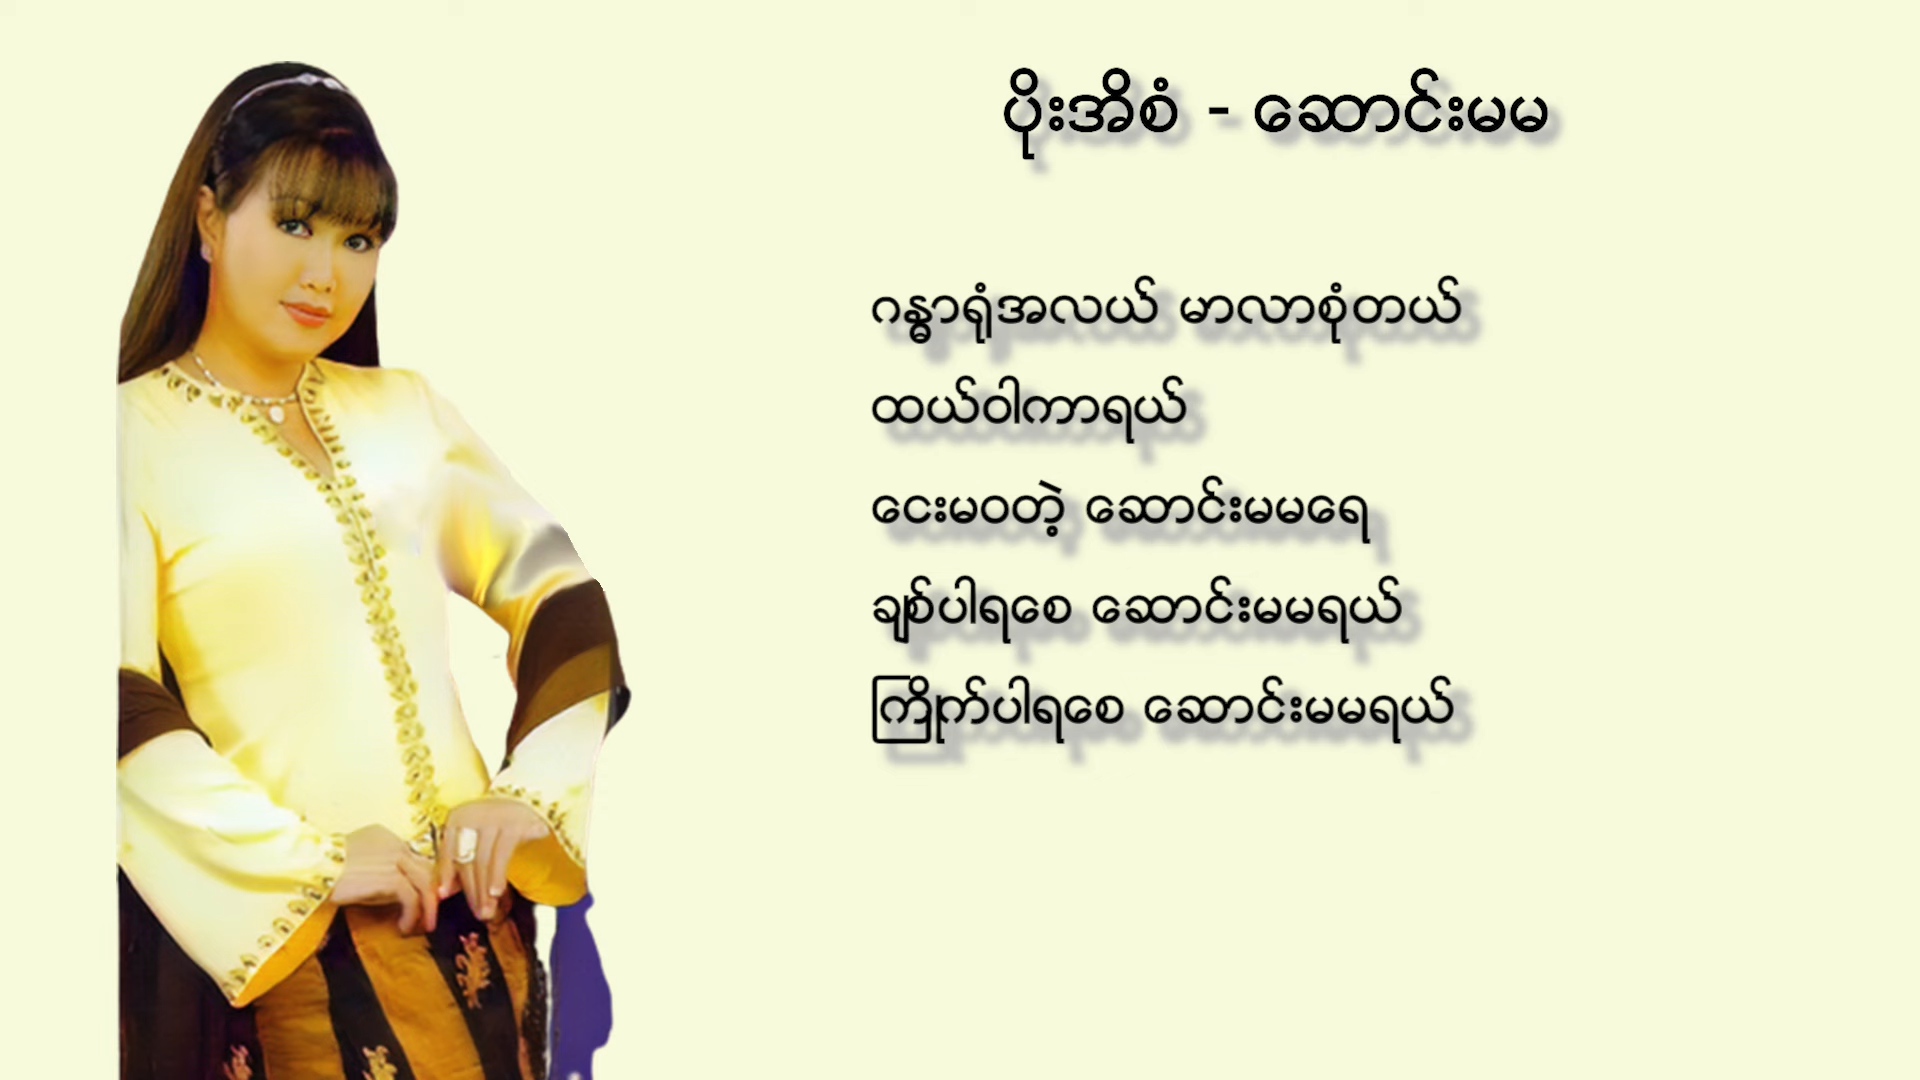 ပိုးအိစံ - ဆောင်းမမ
ဂန္ဓာရုံအလယ် မာလာစုံတယ်
ထယ်ဝါကာရယ်
ငေးမဝတဲ့ ဆောင်းမမရေ
ချစ်ပါရစေ ဆောင်းမမရယ်
ကြိုက်ပါရစေ ဆောင်းမမရယ်